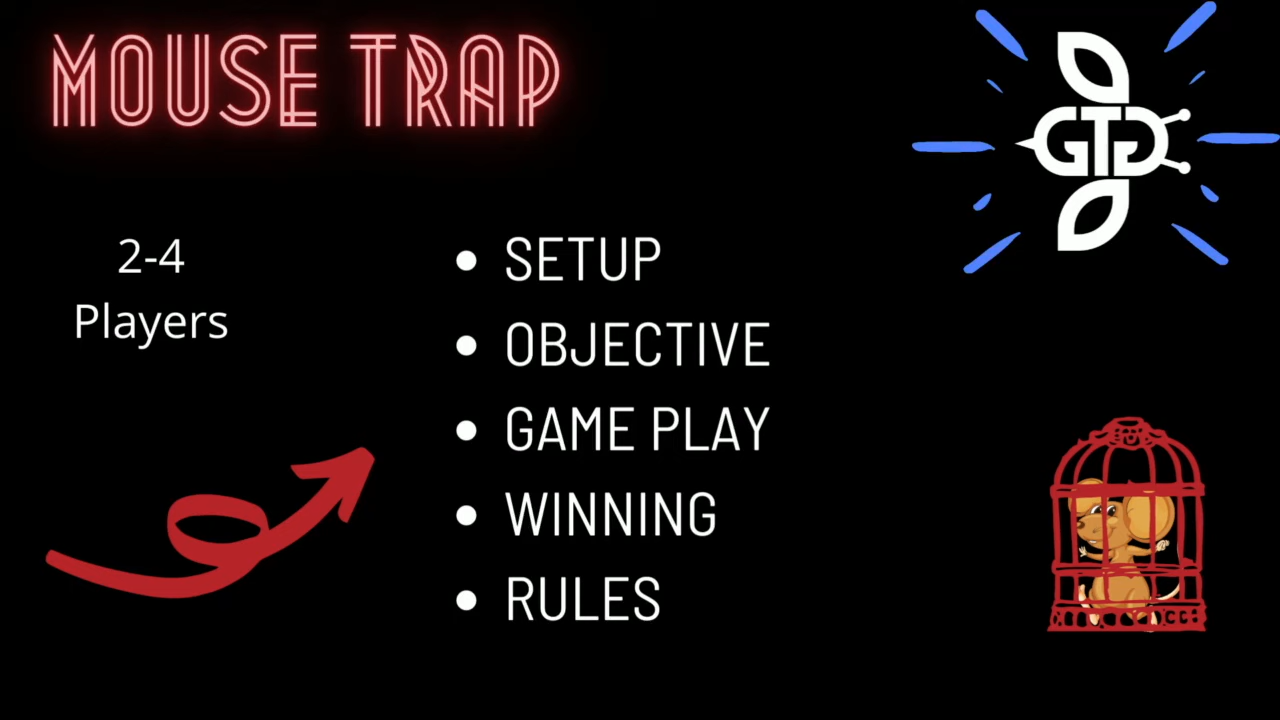 MOUSE TRAP
GTG
2-4
Players
• SETUP
• OBJECTIVE
• GAME PLAY
• WINNING
• RULES